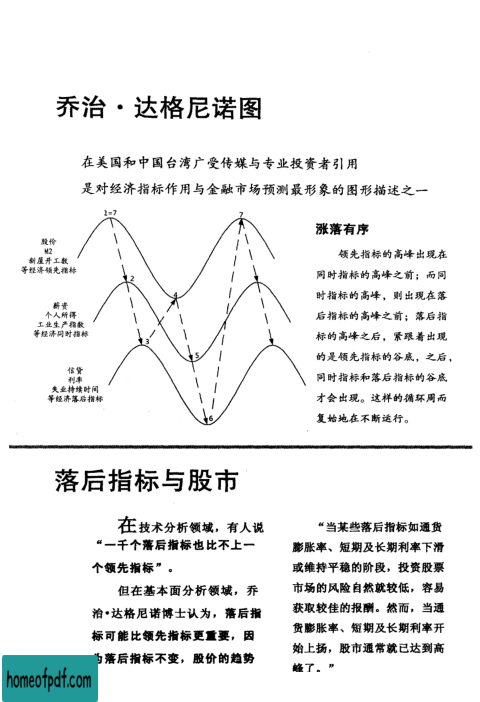 乔治·达格尼诺图
在美国和中国台湾广受传媒与专业投资者引用
是对经济指标作用与金融市场预测最形象的图形描述之一
1=7
7
股价
M2
新屋开工数
等经济领先指标
2
4
薪资
个人所得
工业生产指数
等经济同时指标
3
5
信贷
利率
失业持续时间
等经济落后指标
6
涨落有序
领先指标的高峰出现在
同时指标的高峰之前；而同
时指标的高峰，则出现在落
后指标的高峰之前；落后指
标的高峰之后，紧跟着出现
的是领先指标的谷底，之后，
同时指标和落后指标的谷底
才会出现。这样的循环周而
复始地在不断运行。
落后指标与股市
在技术分析领域，有人说
“一千个落后指标也比不上一
个领先指标”。
但在基本面分析领域，乔
治•达格尼诺博士认为，落后指
标可能比领先指标更重要，因
为落后指标不变，股价的趋势
“当某些落后指标如通货
膨胀率、短期及长期利率下滑
或维持平稳的阶段，投资股票
市场的风险自然就较低，容易
获取较佳的报酬。然而，当通
货膨胀率、短期及长期利率开
始上扬，股市通常就已达到高
峰了。”
homeofpdf.com